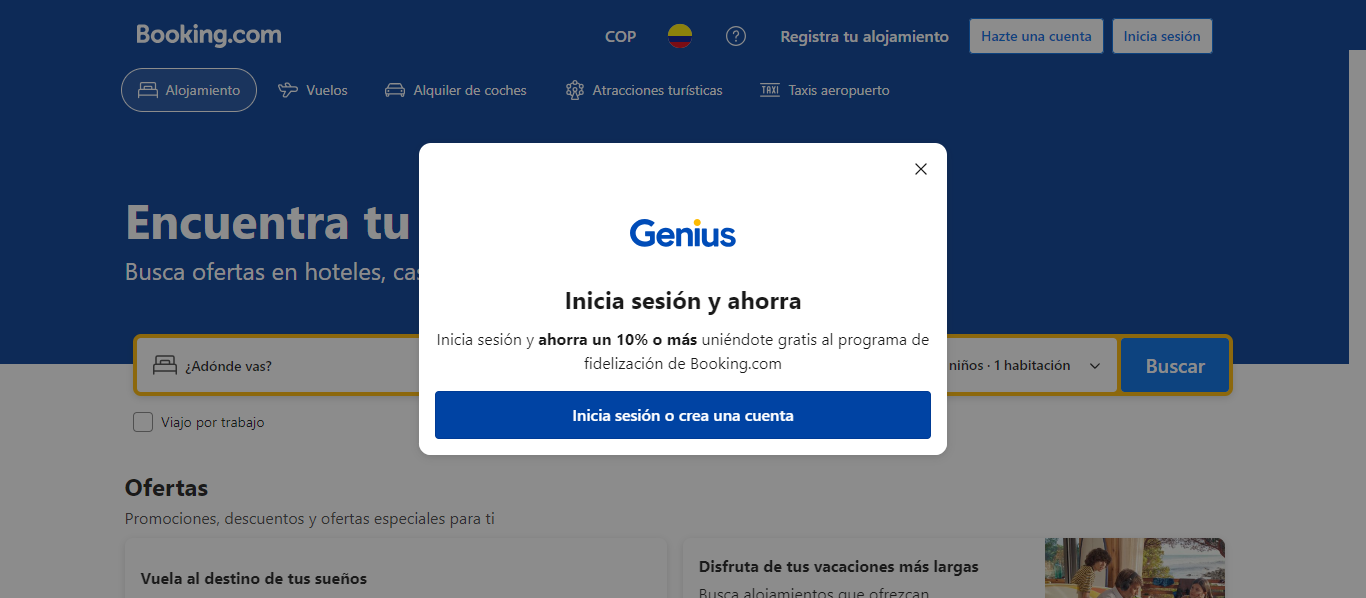 Booking.com
COP
Registra tu alojamiento
Hazte una cuenta
Inicia sesión
Alojamiento
Vuelos
Alquiler de coches
Atracciones turísticas
TAXI
Taxis aeropuerto
Genius
Inicia sesión y ahorra
Inicia sesión y ahorra un 10% o más uniéndote gratis al programa de
fidelización de Booking.com
Inicia sesión o crea una cuenta
Encuentra tu
Busca ofertas en hoteles,
¿Adónde vas?
niños · 1 habitación
Buscar
Viajo por trabajo
Ofertas
Promociones, descuentos y ofertas especiales para ti
Vuela al destino de tus sueños
Disfruta de tus vacaciones más largas
Busca alojamientos que ofrezcan